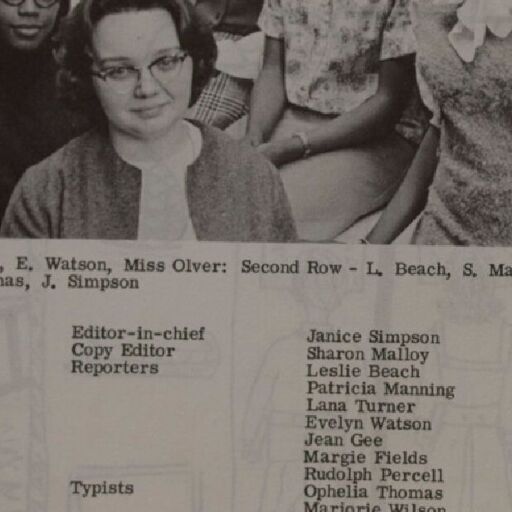 , E. Watson, Miss Olver: Second Row - L. Beach, S. Ma
as, J. Simpson
Editor-in-chief Janice Simpson
Copy Editor Sharon Malloy
Reporters Leslie Beach
Patricia Manning
Lana Turner
Evelyn Watson
Jean Gee
Margie Fields
Rudolph Percell
Typists Ophelia Thomas
Marjorie Wilson